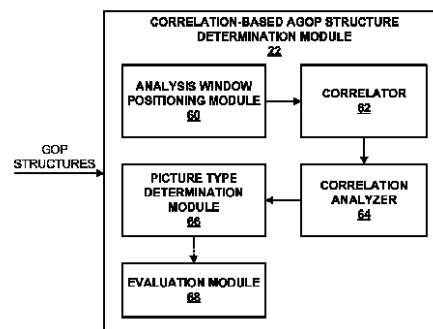 CORRELATION-BASED AGOP STRUCTURE
DETERMINATION MODULE
22
ANALYSIS WINDOW
POSITIONING MODULE
60
CORRELATOR
62
GOP
STRUCTURES
PICTURE TYPE
DETERMINATION
MODULE
66
CORRELATION
ANALYZER
64
EVALUATION MODULE
68